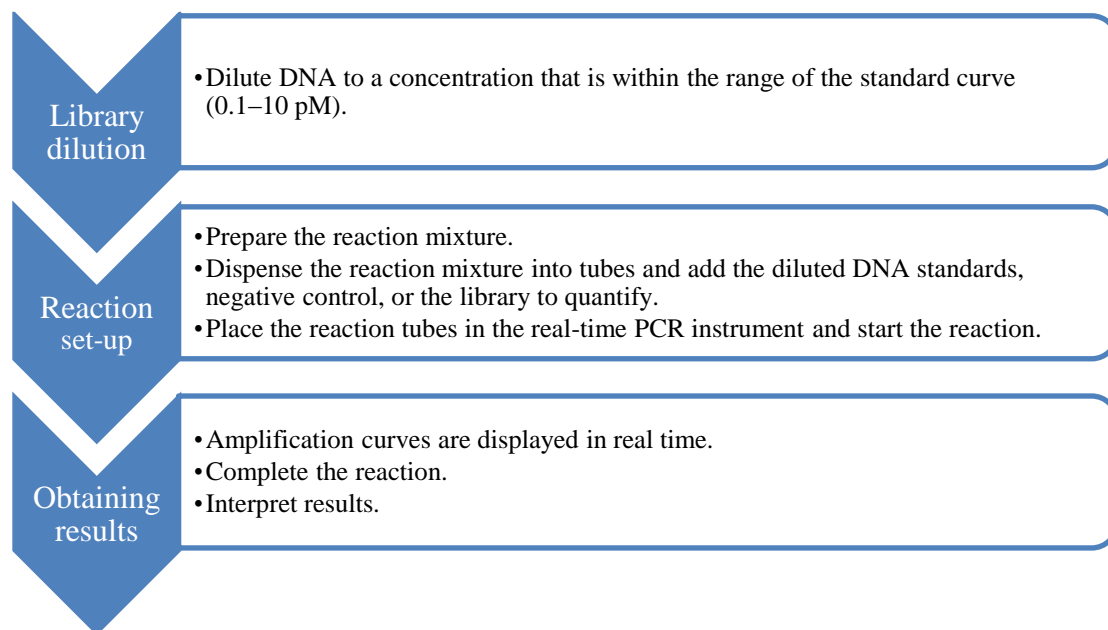 Library
dilution
•Dilute DNA to a concentration that is within the range of the standard curve
(0.1–10 pM).
Reaction
set-up
•Prepare the reaction mixture.
•Dispense the reaction mixture into tubes and add the diluted DNA standards,
negative control, or the library to quantify.
•Place the reaction tubes in the real-time PCR instrument and start the reaction.
Obtaining
results
•Amplification curves are displayed in real time.
•Complete the reaction.
•Interpret results.